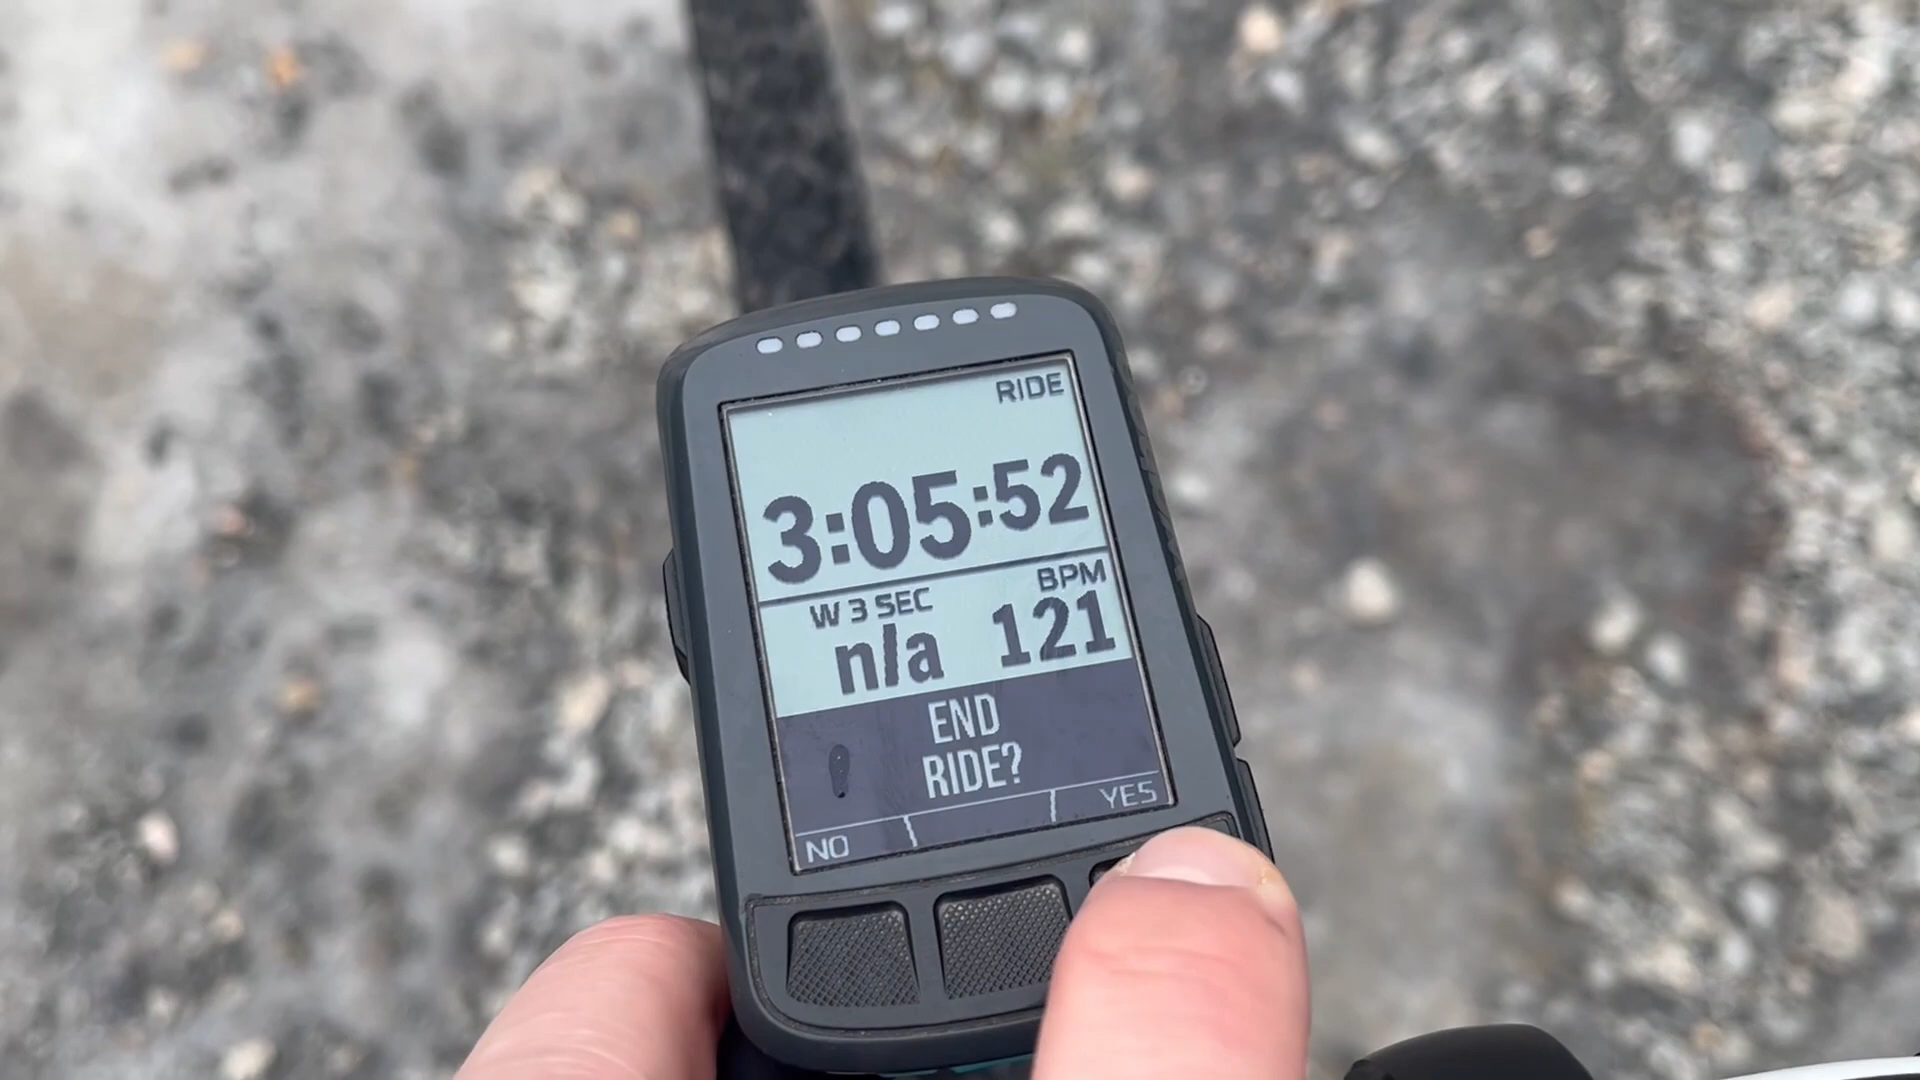 RIDE
3:05:52
W 3 SEC BPM
n/a 121
END
RIDE?
NO YES